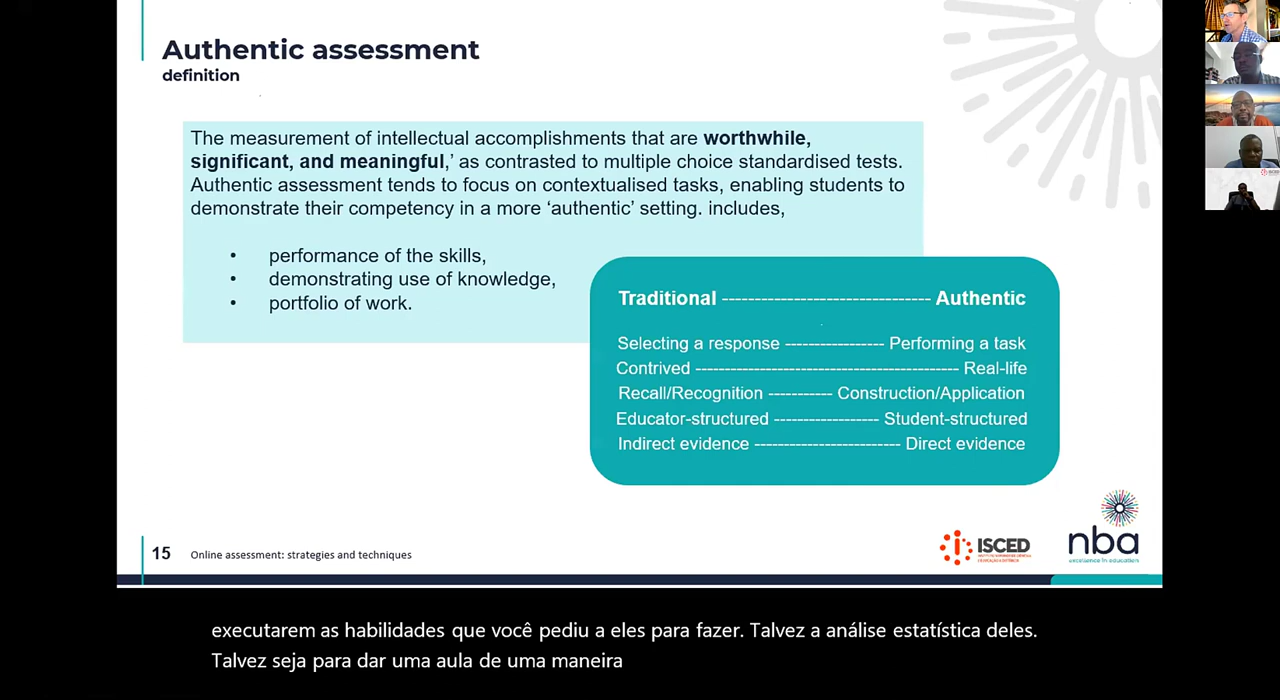 Authentic assessment
definition
The measurement of intellectual accomplishments that are worthwhile,
significant, and meaningful,’ as contrasted to multiple choice standardised tests.
Authentic assessment tends to focus on contextualised tasks, enabling students to
demonstrate their competency in a more ‘authentic’ setting. includes,
• performance of the skills,
• demonstrating use of knowledge,
• portfolio of work.
Traditional -------------------------------- Authentic
Selecting a response ----------------- Performing a task
Contrived --------------------------------------------- Real-life
Recall/Recognition ----------- Construction/Application
Educator-structured ------------------ Student-structured
Indirect evidence ------------------------- Direct evidence
15 Online assessment: strategies and techniques
ISCED
nba
excellence in education
executarem as habilidades que você pediu a eles para fazer. Talvez a análise estatística deles.
Talvez seja para dar uma aula de uma maneira